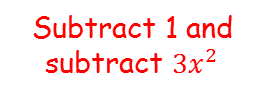 Subtract 1 and
subtract 3x²